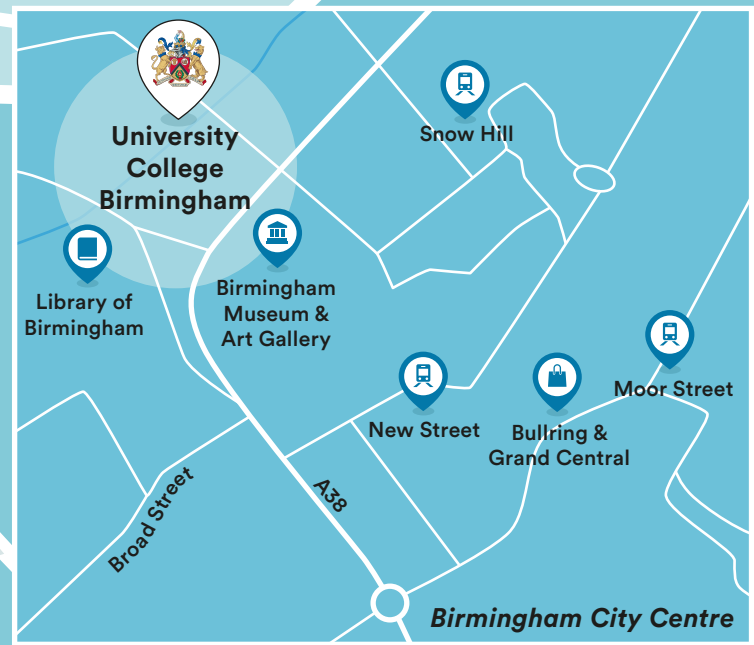 University
College
Birmingham
Snow Hill
Library of
Birmingham
Birmingham
Museum &
Art Gallery
Moor Street
New Street
Bullring &
Grand Central
A38
Broad Street
Birmingham City Centre